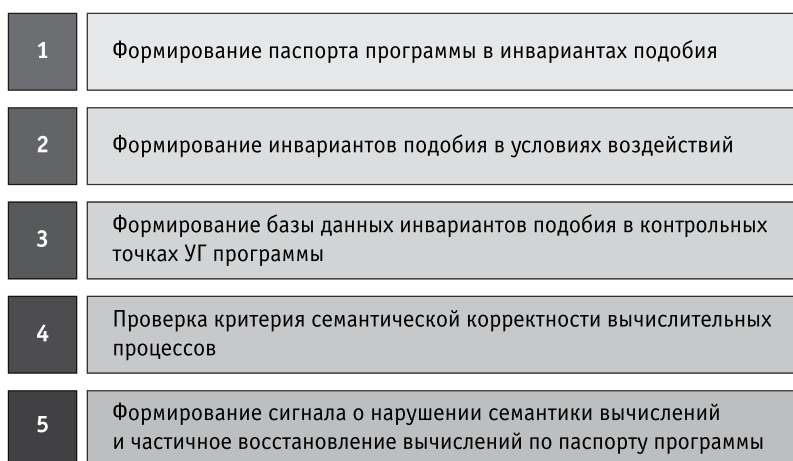 1
Формирование паспорта программы в инвариантах подобия
2
Формирование инвариантов подобия в условиях воздействий
3
Формирование базы данных инвариантов подобия в контрольных
точках УГ программы
4
Проверка критерия семантической корректности вычислительных
процессов
5
Формирование сигнала о нарушении семантики вычислений
и частичное восстановление вычислений по паспорту программы